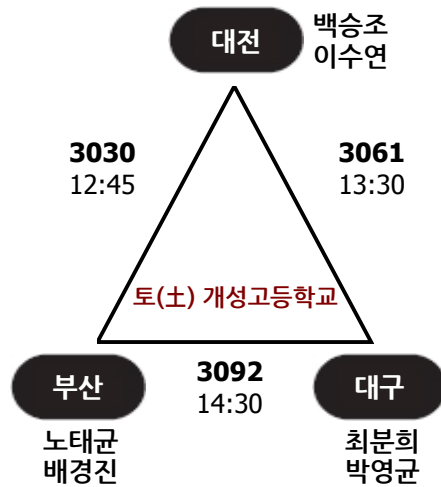 대전
백승조
이수연
3030
12:45
3061
13:30
토(土) 개성고등학교
부산
3092
14:30
대구
노태균
배경진
최분희
박영균